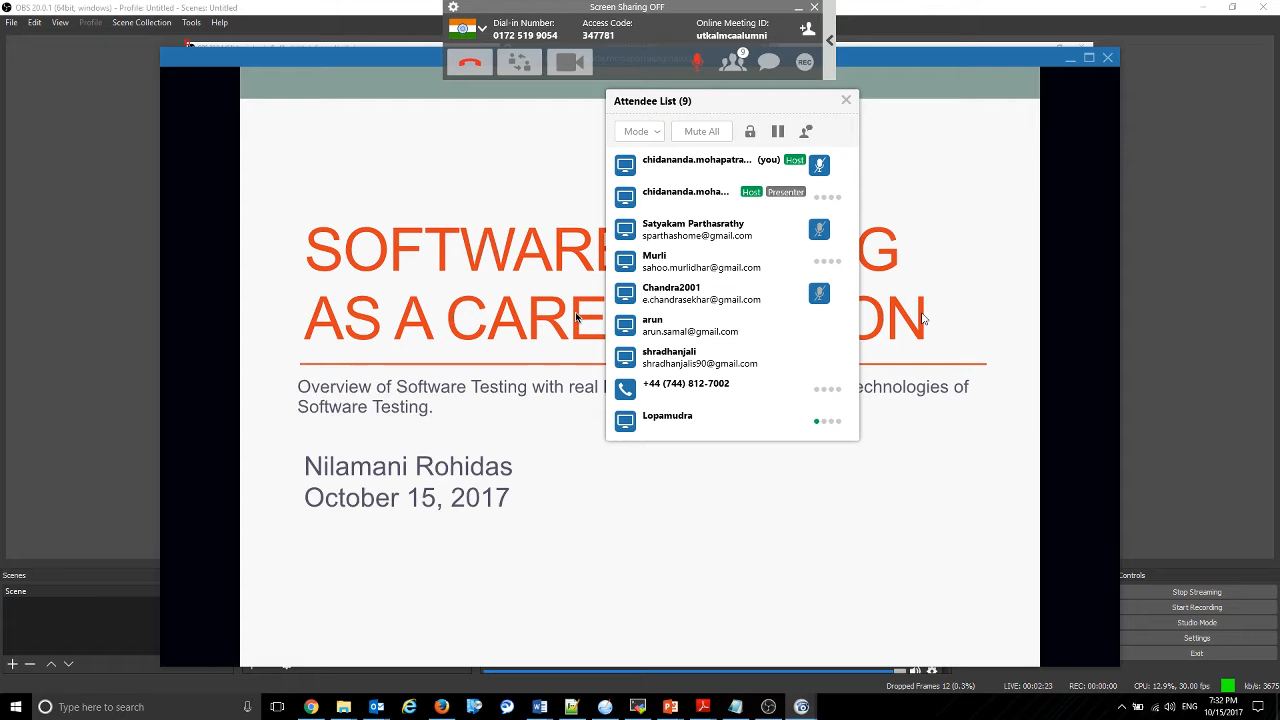 OBS 20.0.1 (64bit, windows) - Profile: Untitled - Scenes: Untitled
File Edit View Profile Scene Collection Tools Help
Screen Sharing OFF
Dial-in Number: Access Code: Online Meeting ID:
0172 519 9054 347781 utkalmcaalumni
9
REC
Attendee List (9)
Mode Mute All
chidananda.mohapatra... (you) Host
chidananda.moha... Host Presenter
Satyakam Parthasrathy
sparthashome@gmail.com
Murli
sahoo.murlidhar@gmail.com
Chandra2001
e.chandrasekhar@gmail.com
arun
arun.samal@gmail.com
shradhanjali
shradhanjalis90@gmail.com
+44 (744) 812-7002
Lopamudra
SOFTWARE G
AS A CAREE ON
Overview of Software Testing with real echnologies of
Software Testing.
Nilamani Rohidas
October 15, 2017
Scenes
Scene
Controls
Stop Streaming
Start Recording
Studio Mode
Settings
Exit
Dropped Frames 12 (0.3%) LIVE: 00:02:23 REC: 00:00:00 CPU: 12.9%, 30.00 fps kb/s: 3675
Type here to search
ENG
7:32 PM
10/15/2017